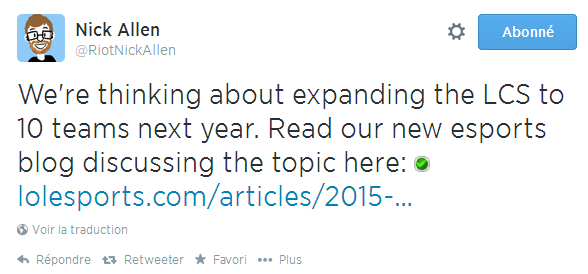 Nick Allen
@RiotNickAllen
Abonné
We're thinking about expanding the LCS to
10 teams next year. Read our new esports
blog discussing the topic here:
lolesports.com/articles/2015-...
Voir la traduction
Répondre Retweeter Favori Plus